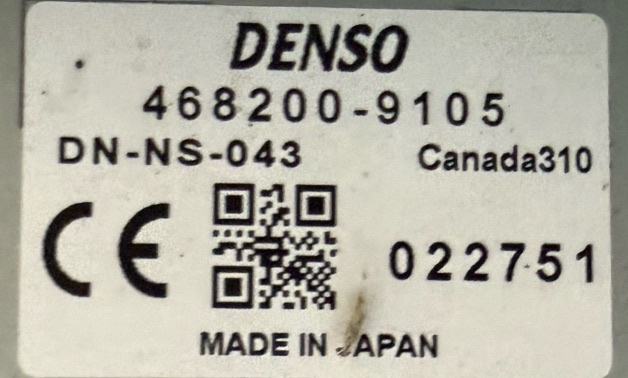 DENSO
468200-9105
DN-NS-043 Canada310
CE 022751
MADE IN JAPAN